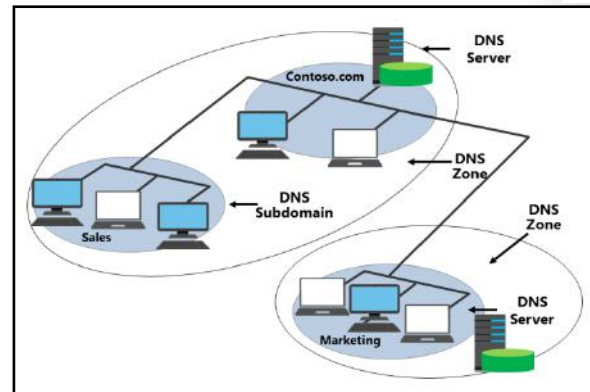 DNS
Server
Contoso.com
DNS
Zone
DNS
Subdomain
Sales
DNS
Zone
DNS
Server
Marketing